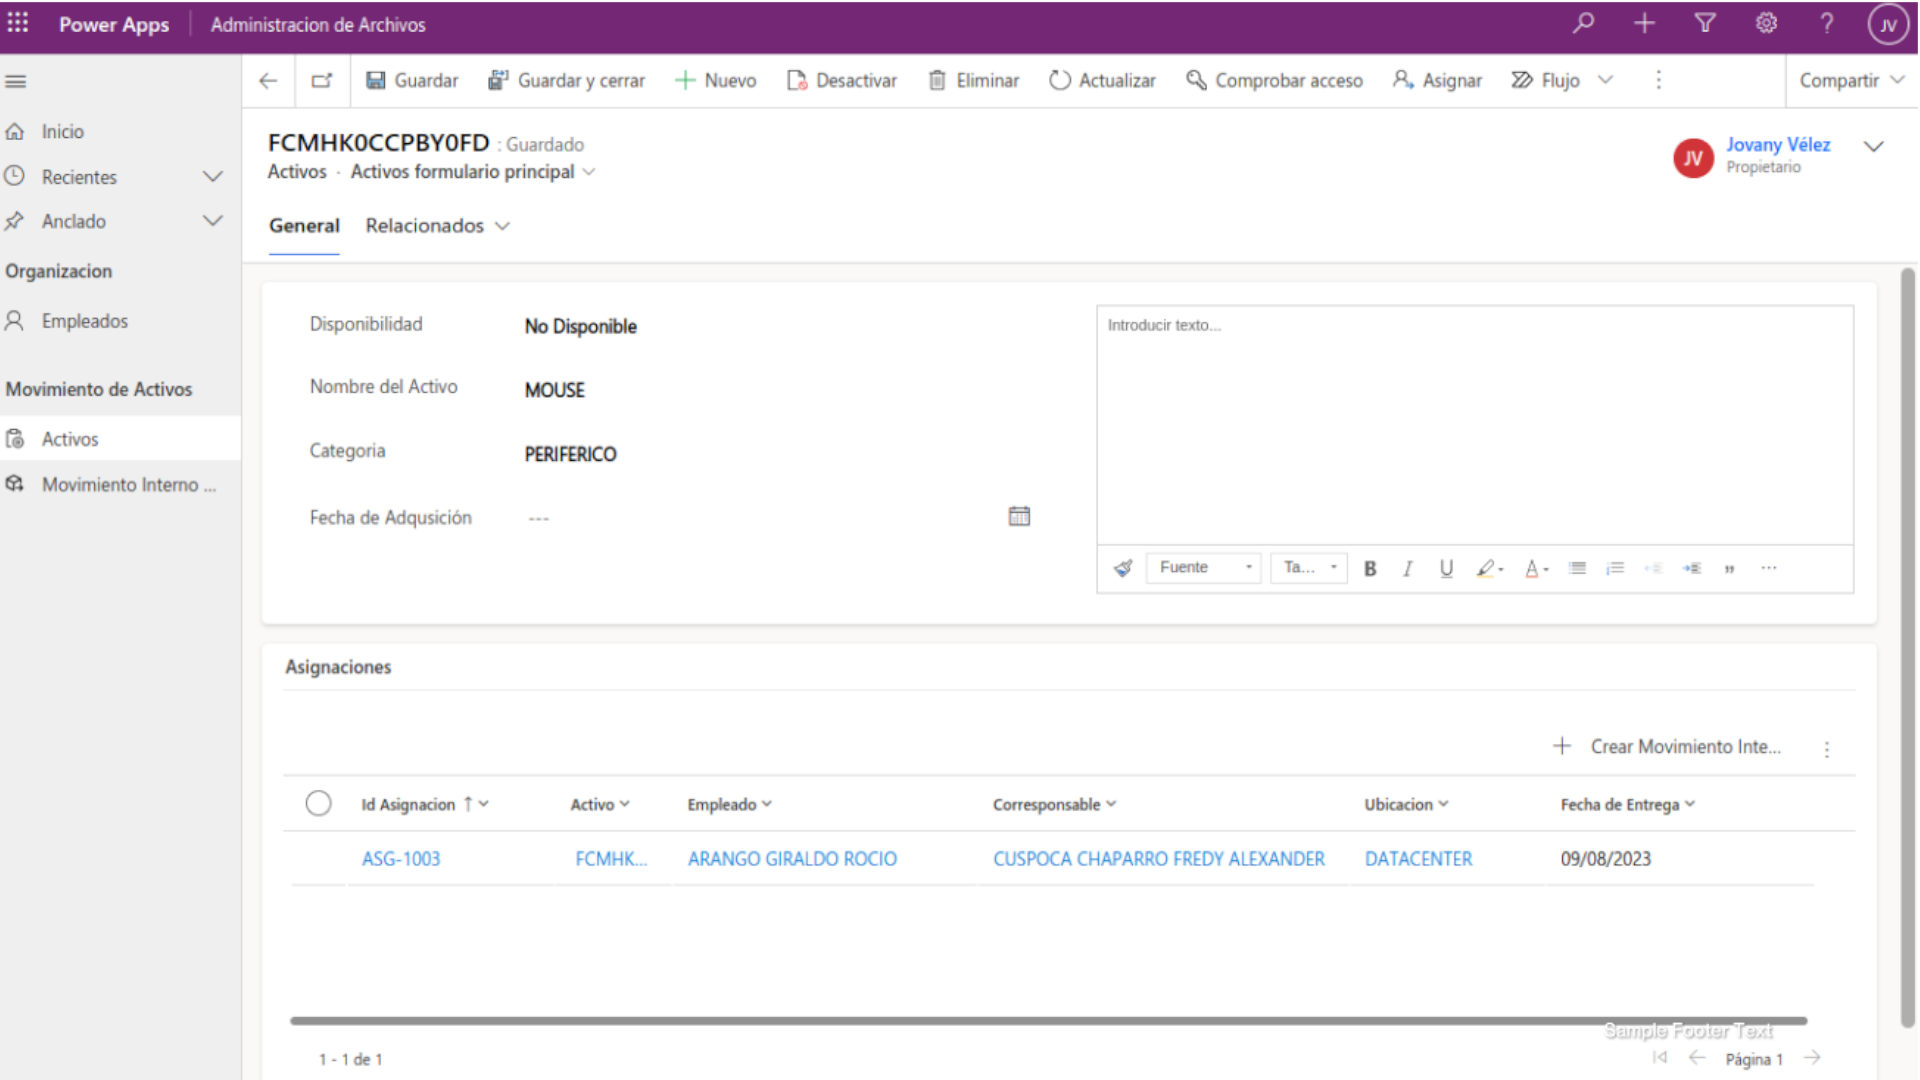 Power Apps Administracion de Archivos JV
Guardar Guardar y cerrar Nuevo Desactivar Eliminar Actualizar Comprobar acceso Asignar Flujo Compartir
Inicio
Recientes
Anclado
Organizacion
Empleados
Movimiento de Activos
Activos
Movimiento Interno ...
FCMHK0CCPBY0FD : Guardado
Activos · Activos formulario principal
JV Jovany Vélez
Propietario
General Relacionados
Disponibilidad No Disponible
Nombre del Activo MOUSE
Categoria PERIFERICO
Fecha de Adqusición ---
Introducir texto...
Fuente Ta... B I U A ...
Asignaciones
Crear Movimiento Inte...
Id Asignacion Activo Empleado Corresponsable Ubicacion Fecha de Entrega
ASG-1003 FCMHK... ARANGO GIRALDO ROCIO CUSPOCA CHAPARRO FREDY ALEXANDER DATACENTER 09/08/2023
Sample Footer Text
1 - 1 de 1 Página 1